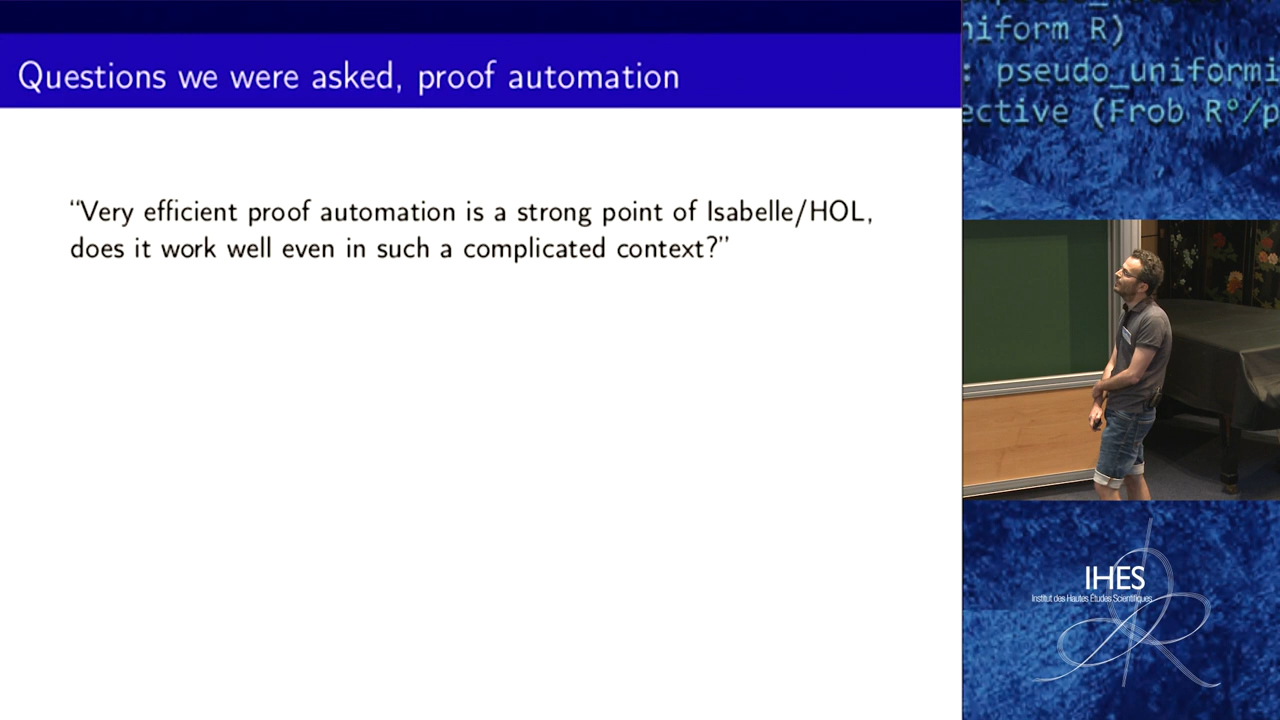 Questions we were asked, proof automation
“Very efficient proof automation is a strong point of Isabelle/HOL,
does it work well even in such a complicated context?”
niform R)
: pseudo_uniformi
ective (Frob R°/p
IHES
Institut des Hautes Études Scientifiques